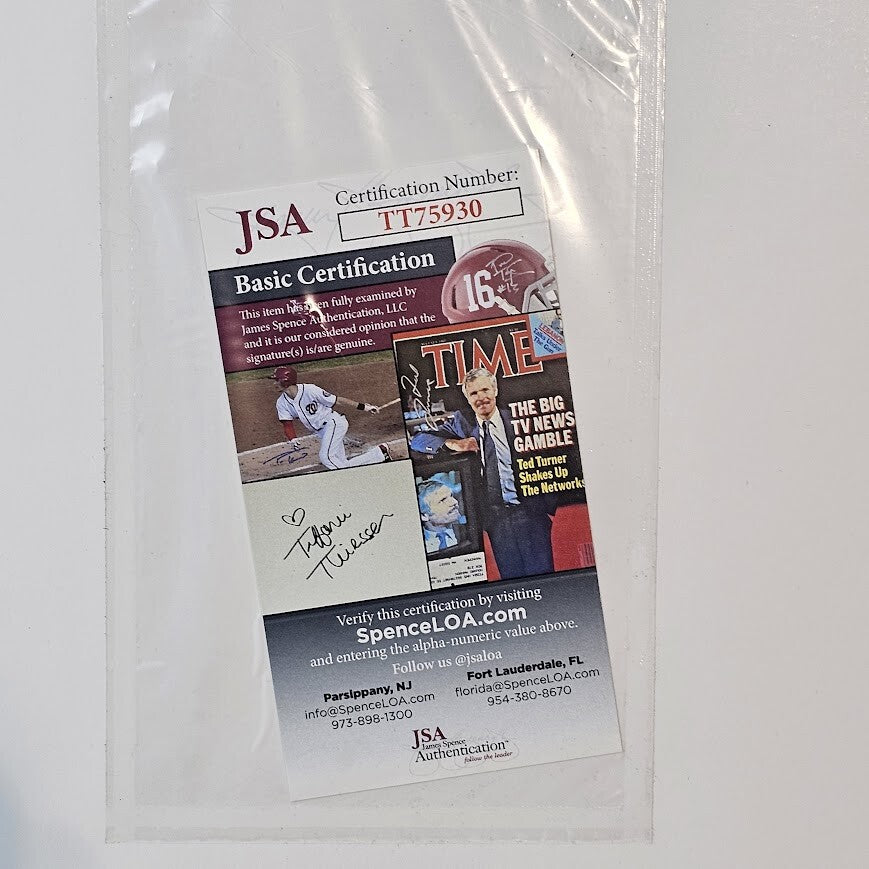 JSA
Certification Number:
TT75930
Basic Certification
This item has been fully examined by
James Spence Authentication, LLC
and it is our considered opinion that the
signature(s) is/are genuine.
16
#13
TIME
THE BIG
TV NEWS
GAMBLE
Ted Turner
Shakes Up
The Networks
Tiffani
Thiessen
Verify this certification by visiting
SpenceLOA.com
and entering the alpha-numeric value above.
Follow us @jsaloa
Parsippany, NJ
info@SpenceLOA.com
973-898-1300
Fort Lauderdale, FL
florida@SpenceLOA.com
954-380-8670
JSA
James Spence
Authentication™
follow the leader